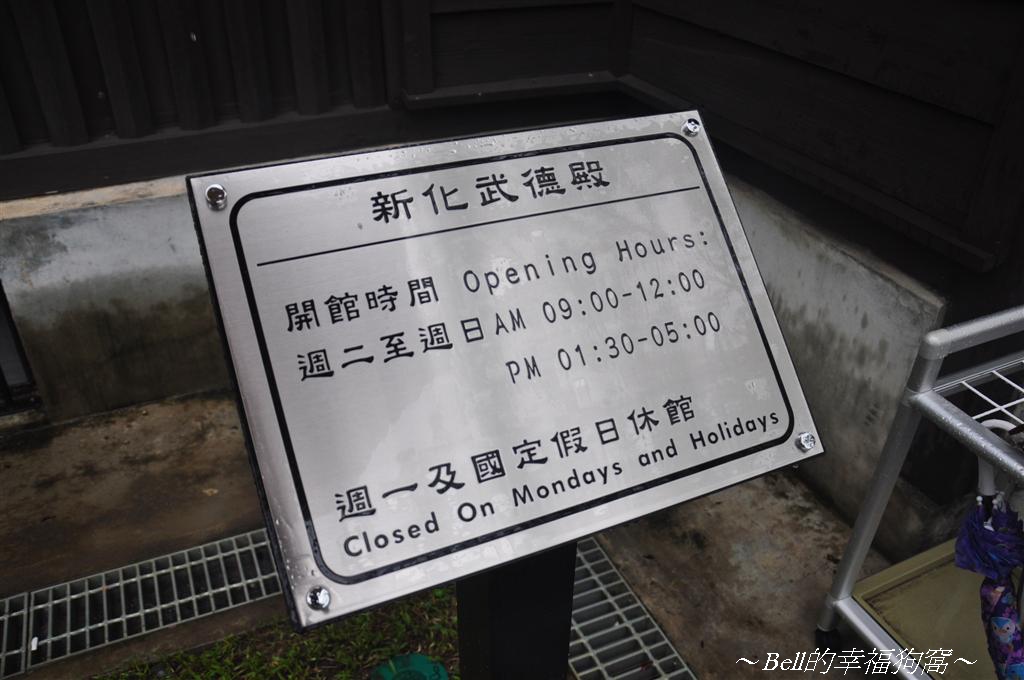 新化武德殿
開館時間 Opening Hours:
週二至週日AM 09:00-12:00
PM 01:30-05:00
週一及國定假日休館
Closed On Mondays and Holidays
～Bell的幸福狗窩～